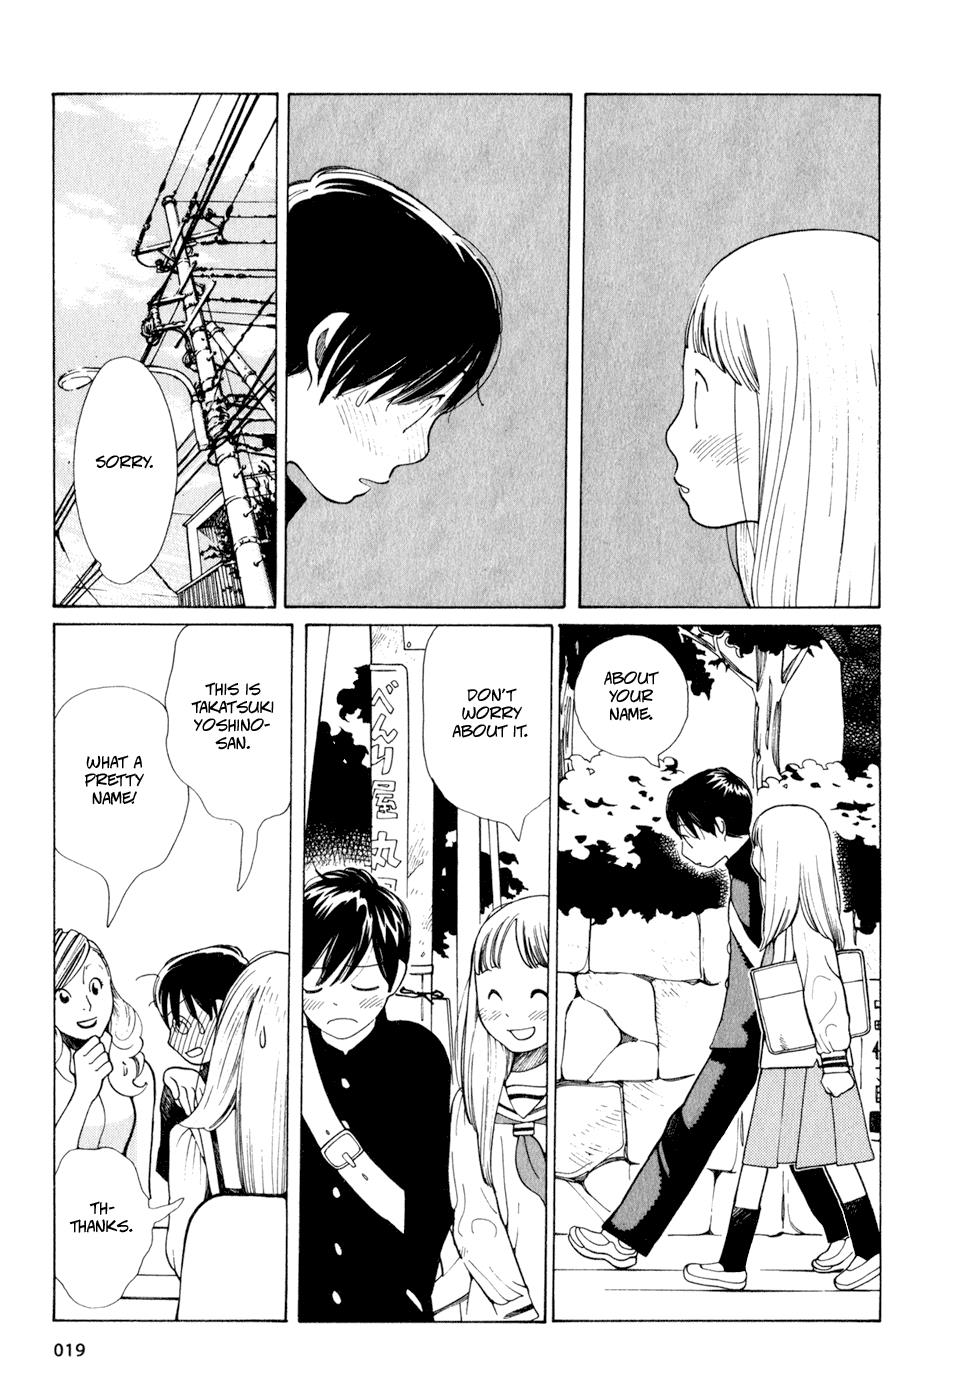 SORRY.
ABOUT
YOUR
NAME.
DON'T
WORRY
ABOUT IT.
べんり屋 丸
THIS IS
TAKATSUKI
YOSHINO-
SAN.
WHAT A
PRETTY
NAME!
TH-
THANKS.
019